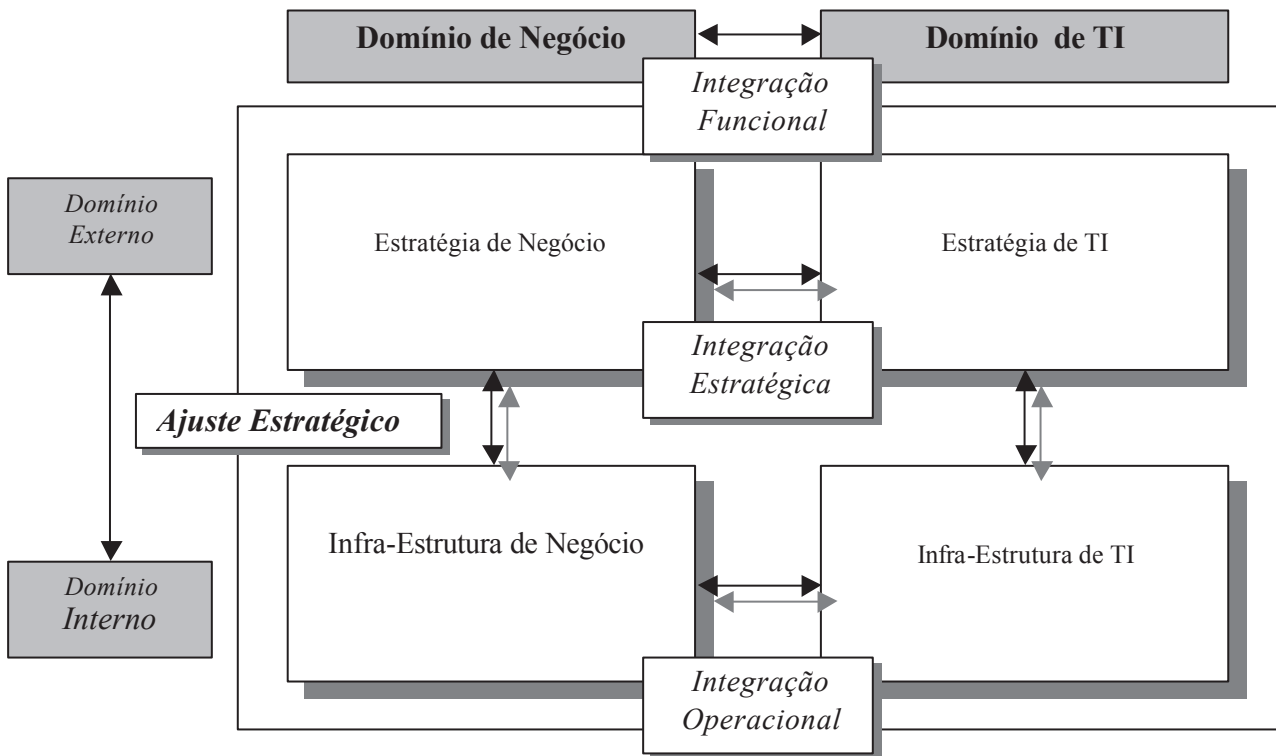 Domínio de Negócio
Domínio de TI
Integração
Funcional
Domínio
Externo
Estratégia de Negócio
Estratégia de TI
Integração
Estratégica
Ajuste Estratégico
Infra-Estrutura de Negócio
Infra-Estrutura de TI
Domínio
Interno
Integração
Operacional